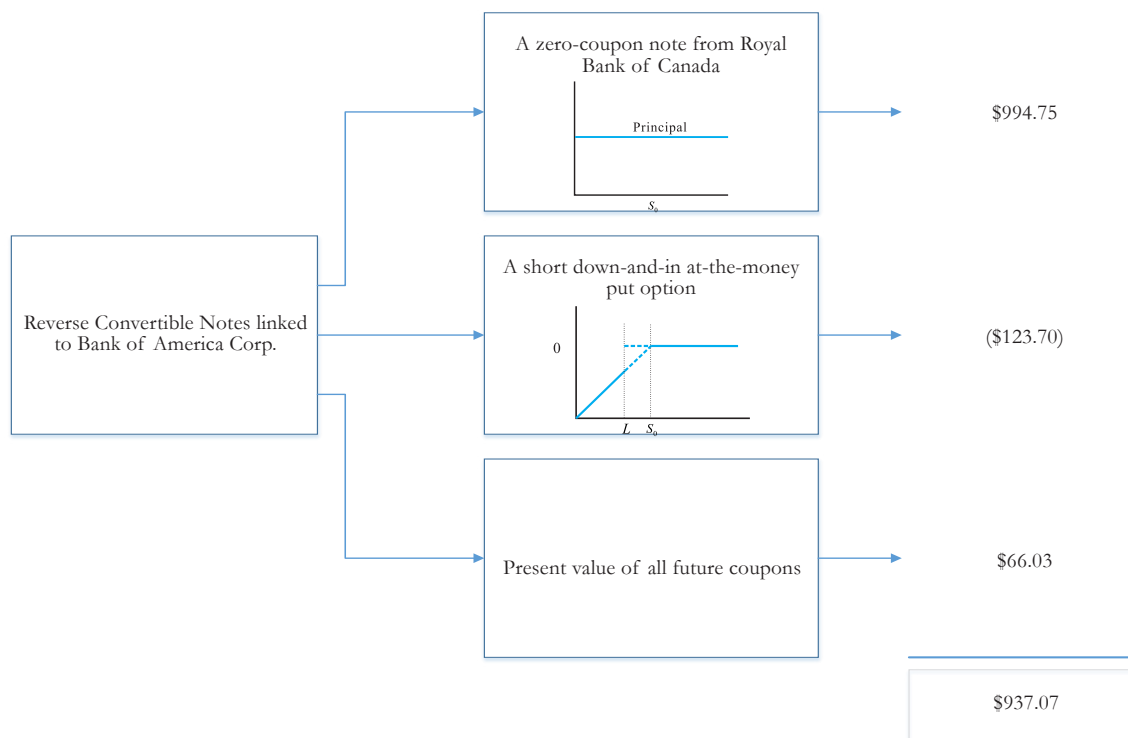 A zero-coupon note from Royal
Bank of Canada
Principal
S₀
$994.75
Reverse Convertible Notes linked
to Bank of America Corp.
A short down-and-in at-the-money
put option
0
L S₀
($123.70)
Present value of all future coupons
$66.03
$937.07